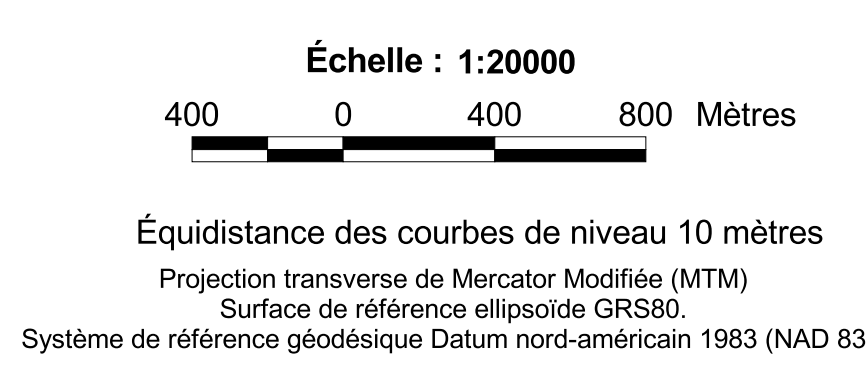 Échelle : 1:20000
400 0 400 800 Mètres
Équidistance des courbes de niveau 10 mètres
Projection transverse de Mercator Modifiée (MTM)
Surface de référence ellipsoïde GRS80.
Système de référence géodésique Datum nord-américain 1983 (NAD 83